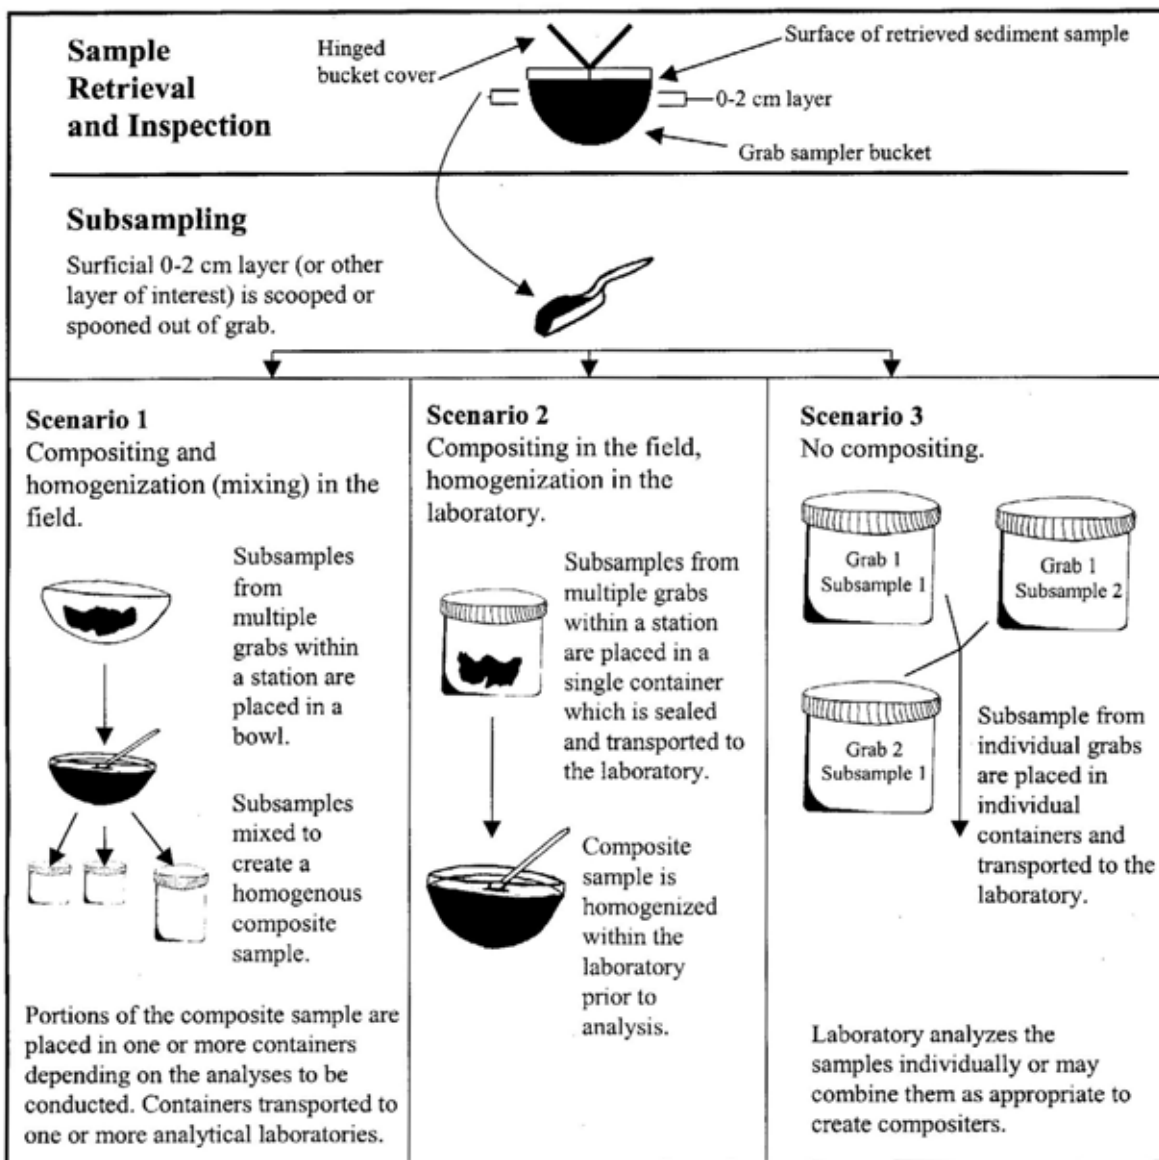 Sample
Retrieval
and Inspection
Hinged
bucket cover
Surface of retrieved sediment sample
0-2 cm layer
Grab sampler bucket
Subsampling
Surficial 0-2 cm layer (or other
layer of interest) is scooped or
spooned out of grab.
Scenario 1
Compositing and
homogenization (mixing) in the
field.
Subsamples
from
multiple
grabs within
a station are
placed in a
bowl.
Subsamples
mixed to
create a
homogenous
composite
sample.
Portions of the composite sample are
placed in one or more containers
depending on the analyses to be
conducted. Containers transported to
one or more analytical laboratories.
Scenario 2
Compositing in the field,
homogenization in the
laboratory.
Subsamples from
multiple grabs
within a station
are placed in a
single container
which is sealed
and transported to
the laboratory.
Composite
sample is
homogenized
within the
laboratory
prior to
analysis.
Scenario 3
No compositing.
Grab 1
Subsample 1
Grab 1
Subsample 2
Grab 2
Subsample 1
Subsample from
individual grabs
are placed in
individual
containers and
transported to the
laboratory.
Laboratory analyzes the
samples individually or may
combine them as appropriate to
create compositers.